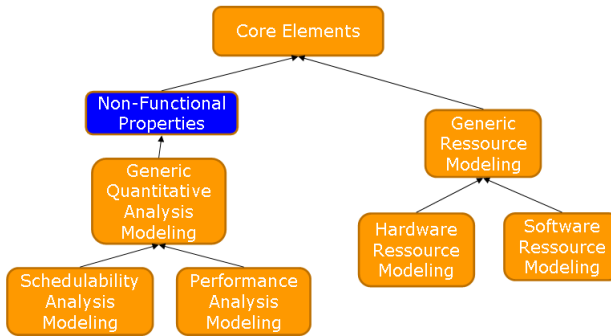 Core Elements
Non-Functional
Properties
Generic
Ressource
Modeling
Generic
Quantitative
Analysis
Modeling
Hardware
Ressource
Modeling
Software
Ressource
Modeling
Schedulability
Analysis
Modeling
Performance
Analysis
Modeling